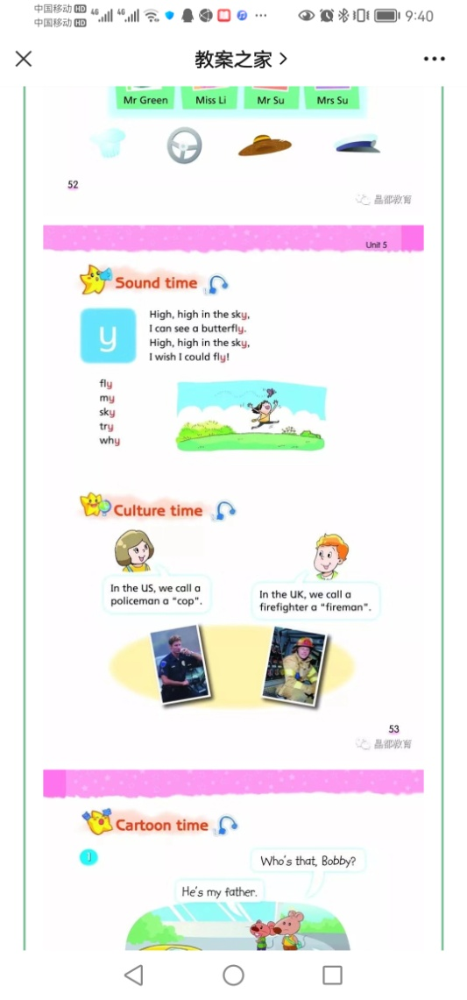 中国移动 HD
4G
4G
中国移动 HD
9:40
教案之家
Mr Green
Miss Li
Mr Su
Mrs Su
52
晶都教育
Unit 5
Sound time
y
High, high in the sky,
I can see a butterfly.
High, high in the sky,
I wish I could fly!
fly
my
sky
try
why
Culture time
In the US, we call a
policeman a “cop”.
In the UK, we call a
firefighter a “fireman”.
53
晶都教育
Cartoon time
1
Who's that, Bobby?
He's my father.